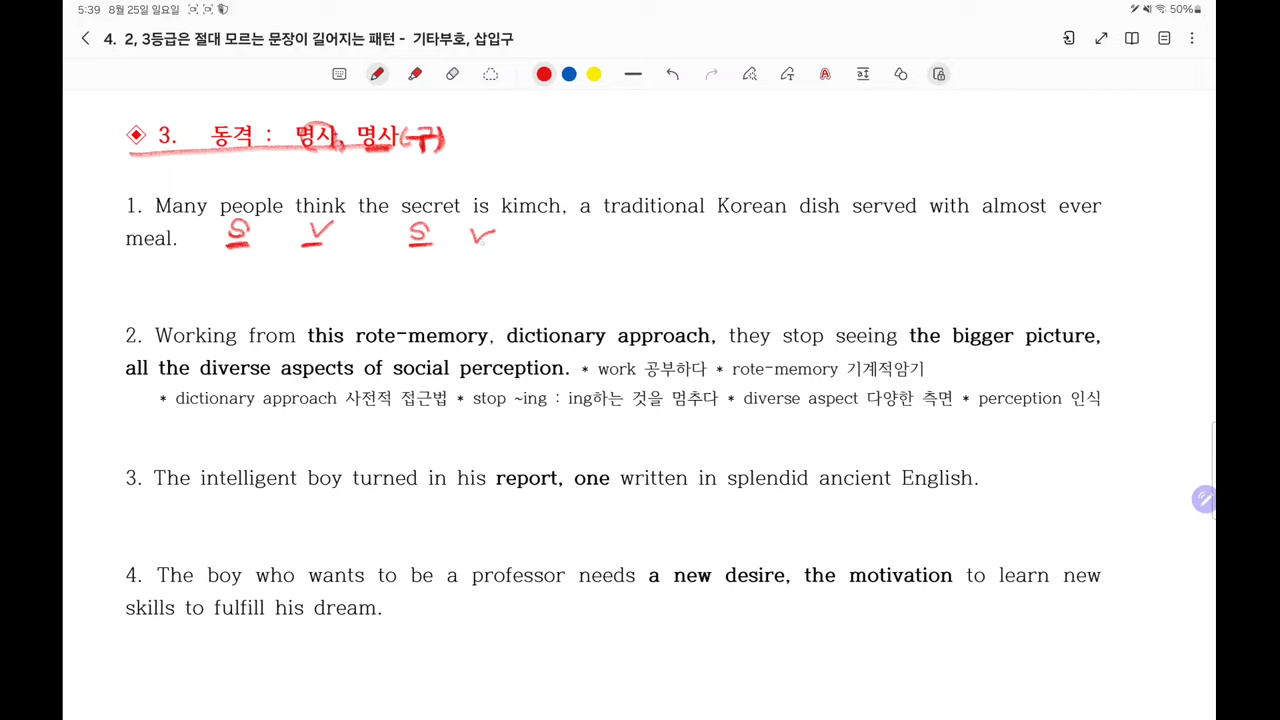 5:39 8월 25일 일요일 50%
4. 2, 3등급은 절대 모르는 문장이 길어지는 패턴 - 기타부호, 삽입구
3. 동격 : 명사, 명사(구)
1. Many people think the secret is kimch, a traditional Korean dish served with almost ever
S V S V
meal.
2. Working from this rote-memory, dictionary approach, they stop seeing the bigger picture,
all the diverse aspects of social perception. * work 공부하다 * rote-memory 기계적암기
* dictionary approach 사전적 접근법 * stop ~ing : ing하는 것을 멈추다 * diverse aspect 다양한 측면 * perception 인식
3. The intelligent boy turned in his report, one written in splendid ancient English.
4. The boy who wants to be a professor needs a new desire, the motivation to learn new
skills to fulfill his dream.